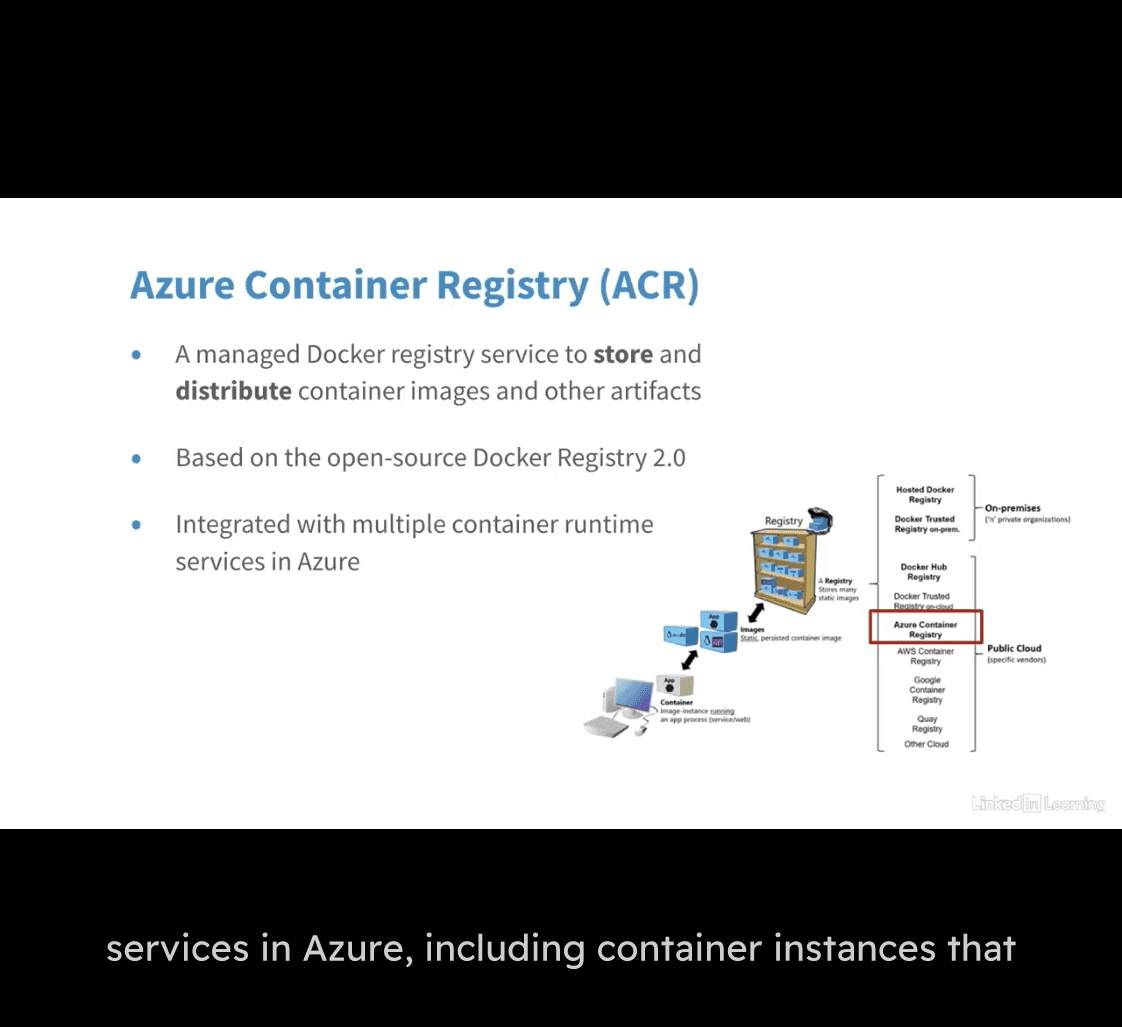 Azure Container Registry (ACR)
• A managed Docker registry service to store and
distribute container images and other artifacts
• Based on the open-source Docker Registry 2.0
• Integrated with multiple container runtime
services in Azure
Registry
A Registry
Stores many
static images
App
Images
Static, persisted container image
App
Container
Image-instance running
an app process (service/web)
Hosted Docker
Registry
Docker Trusted
Registry on-prem.
On-premises
('n' private organizations)
Docker Hub
Registry
Docker Trusted
Registry on-cloud
Azure Container
Registry
AWS Container
Registry
Google
Container
Registry
Quay
Registry
Other Cloud
Public Cloud
(specific vendors)
Linked in Learning
services in Azure, including container instances that